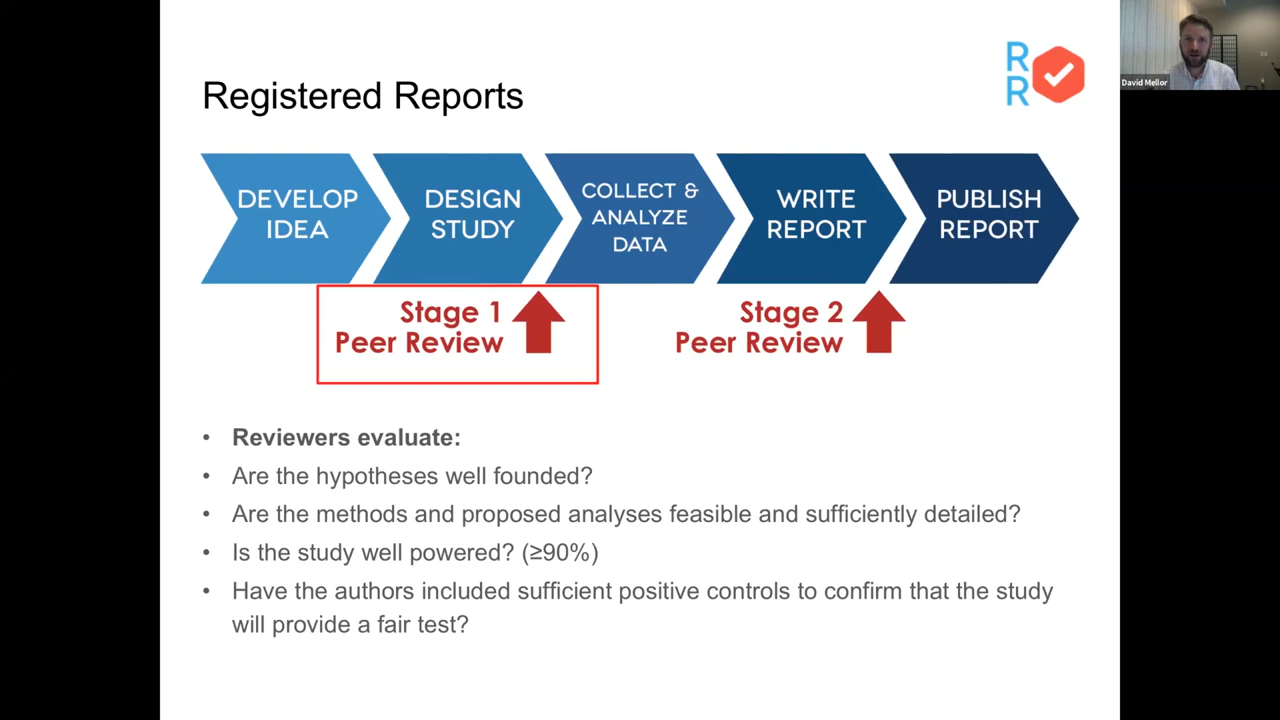 R
R
David Mellor
Registered Reports
DEVELOP
IDEA
DESIGN
STUDY
COLLECT &
ANALYZE
DATA
WRITE
REPORT
PUBLISH
REPORT
Stage 1
Peer Review
Stage 2
Peer Review
• Reviewers evaluate:
• Are the hypotheses well founded?
• Are the methods and proposed analyses feasible and sufficiently detailed?
• Is the study well powered? (≥90%)
• Have the authors included sufficient positive controls to confirm that the study
will provide a fair test?